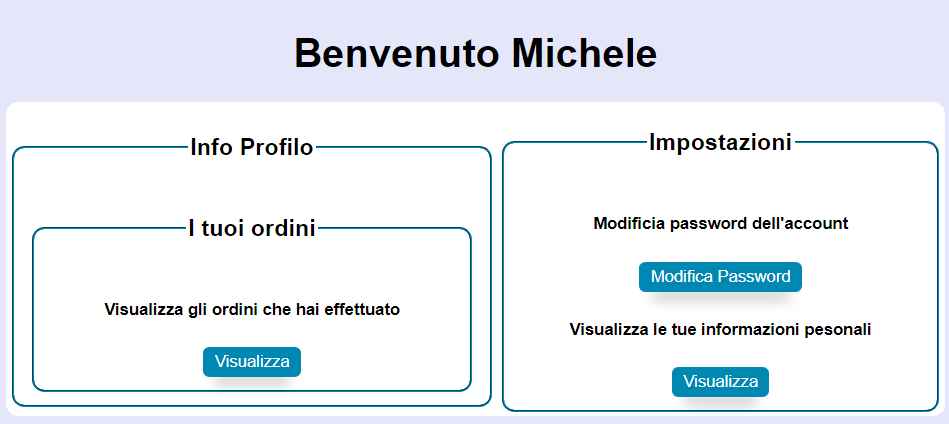 Benvenuto Michele
Info Profilo
I tuoi ordini
Visualizza gli ordini che hai effettuato
Visualizza
Impostazioni
Modificia password dell'account
Modifica Password
Visualizza le tue informazioni pesonali
Visualizza